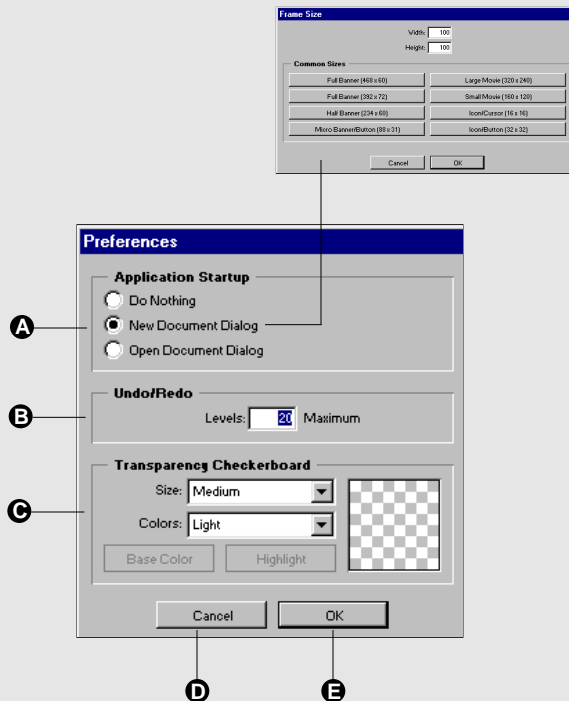 Frame Size
Width: 100
Height: 100
Common Sizes
Full Banner (468 x 60) Large Movie (320 x 240)
Full Banner (392 x 72) Small Movie (160 x 120)
Half Banner (234 x 60) Icon/Cursor (16 x 16)
Micro Banner/Button (88 x 31) Icon/Button (32 x 32)
Cancel OK
Preferences
Application Startup
Do Nothing
A New Document Dialog
Open Document Dialog
Undo/Redo
B Levels: 20 Maximum
Transparency Checkerboard
Size: Medium
C Colors: Light
Base Color Highlight
Cancel OK
D E